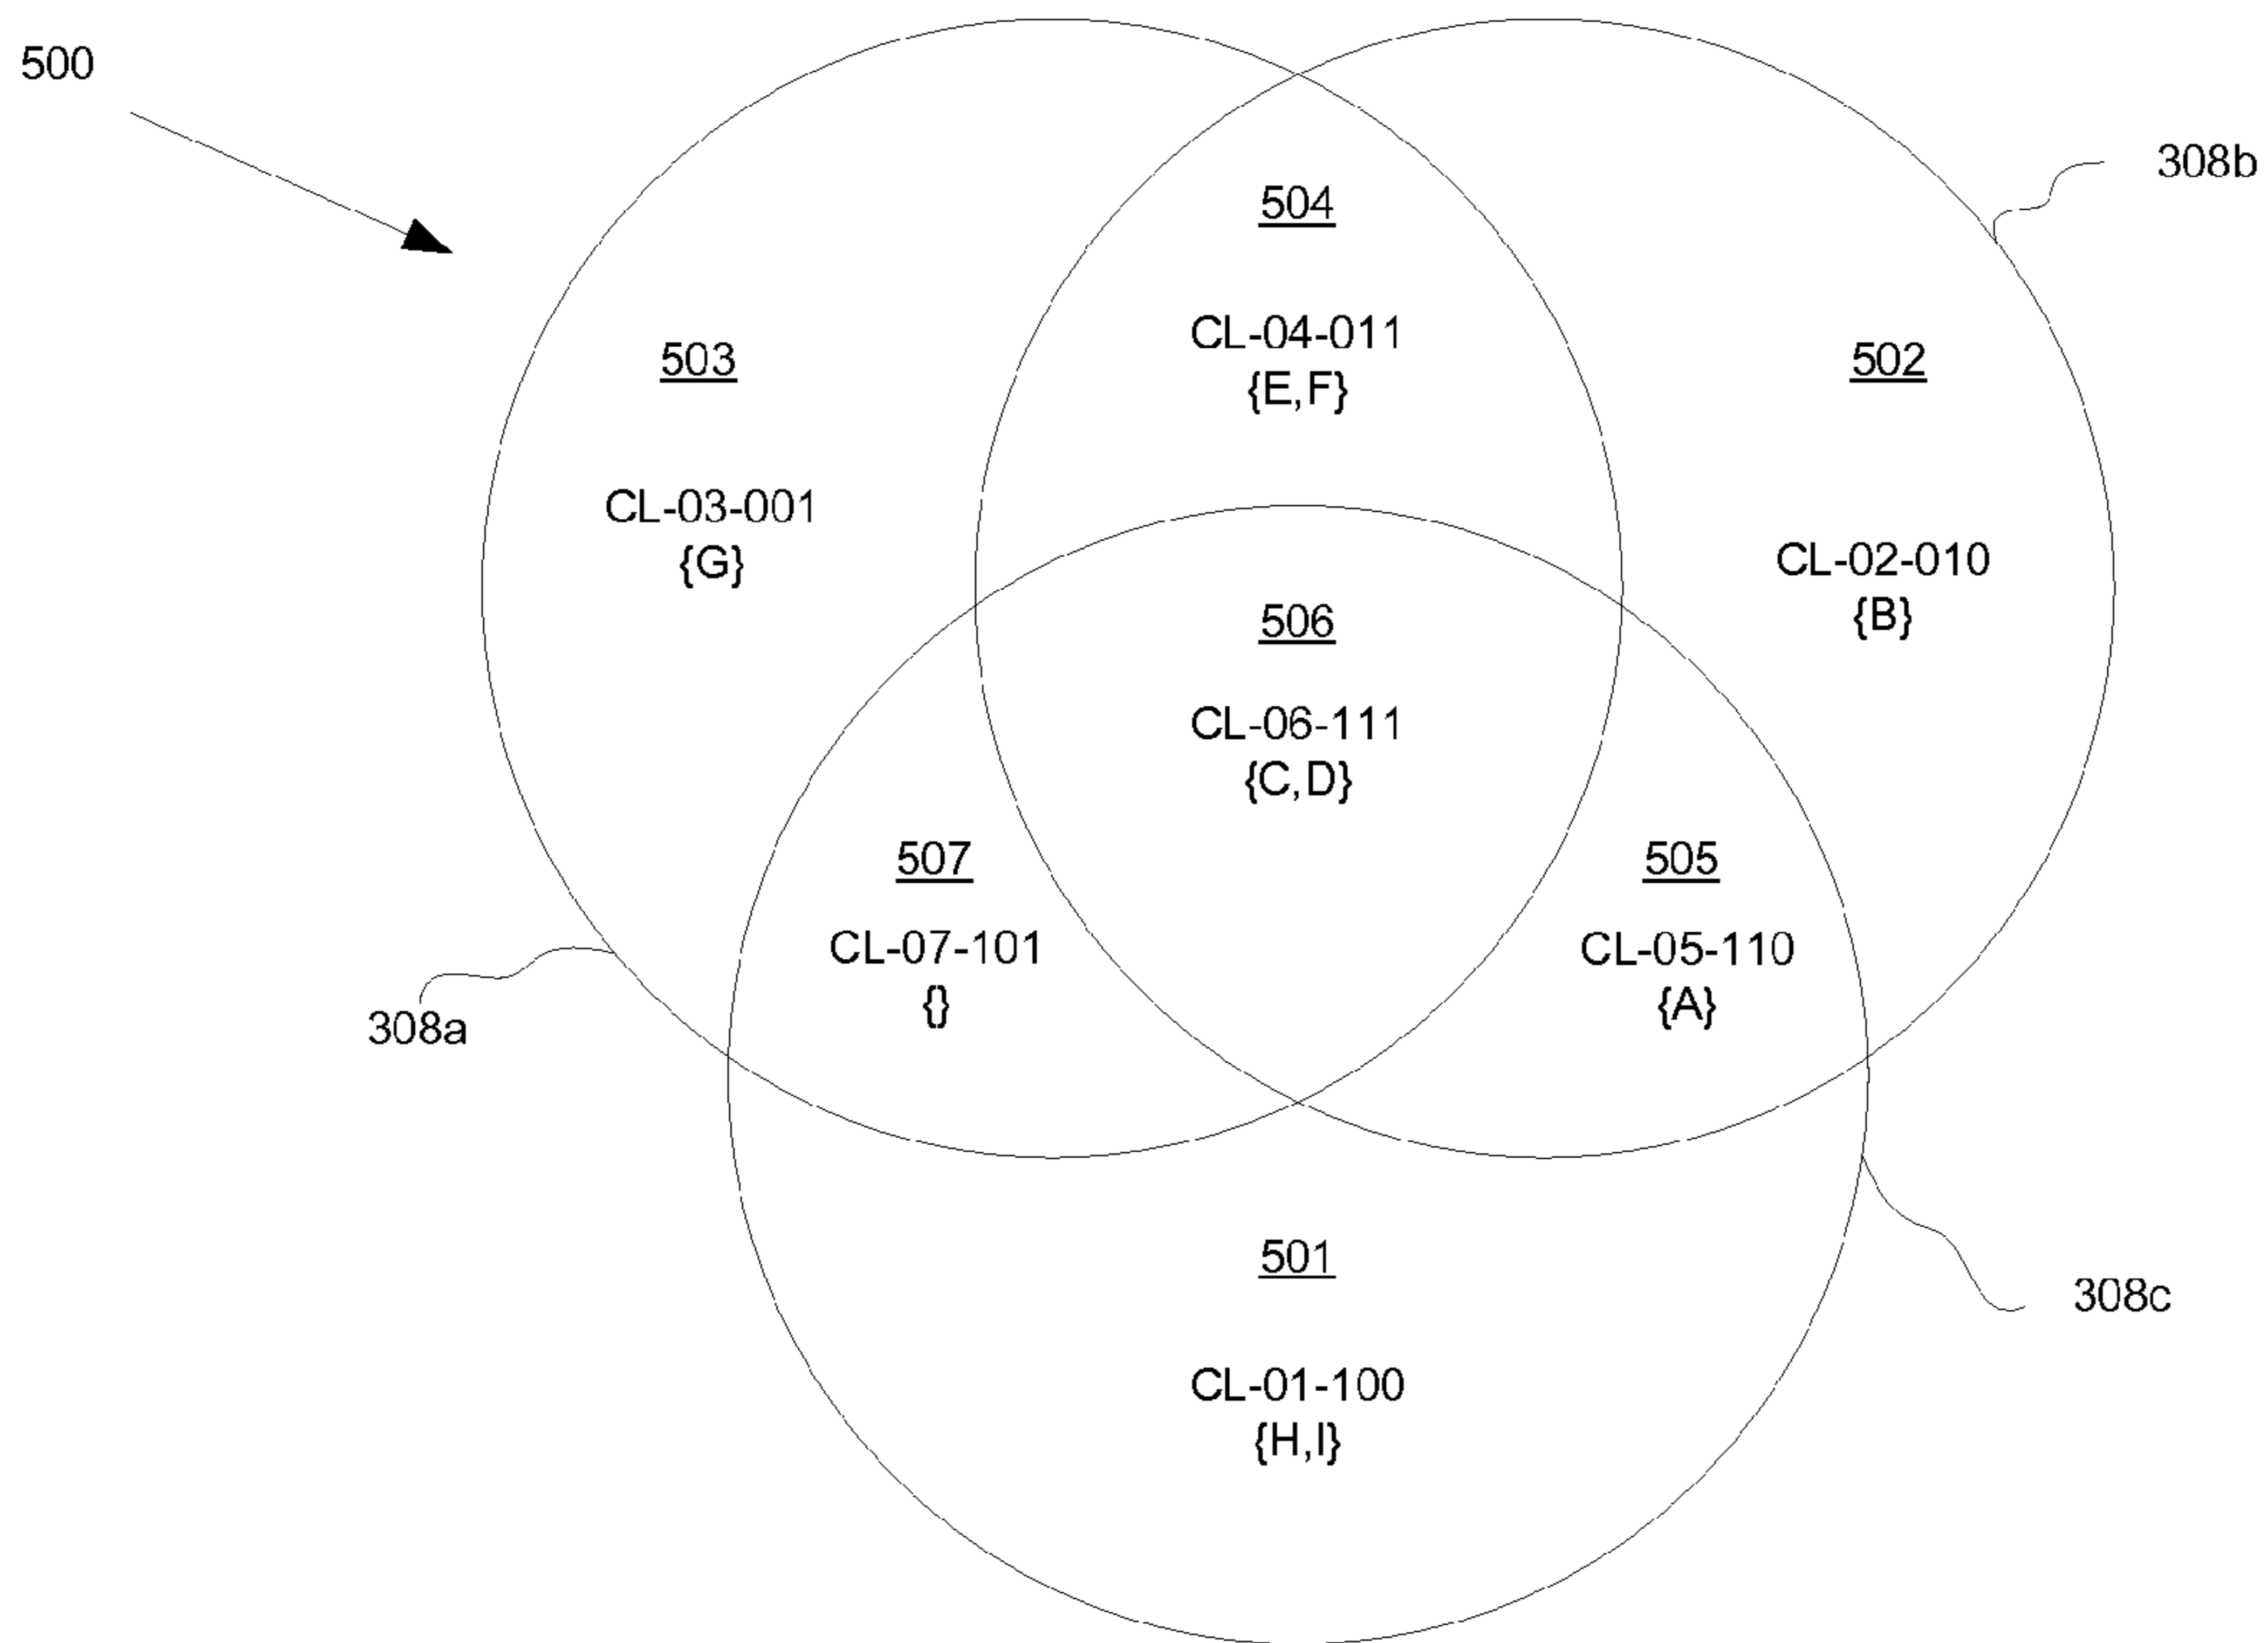 500
308b
504
CL-04-011
{E,F}
503
502
CL-03-001
{G}
CL-02-010
{B}
506
CL-06-111
{C,D}
507
CL-07-101
{}
505
CL-05-110
{A}
308a
501
308c
CL-01-100
{H,I}